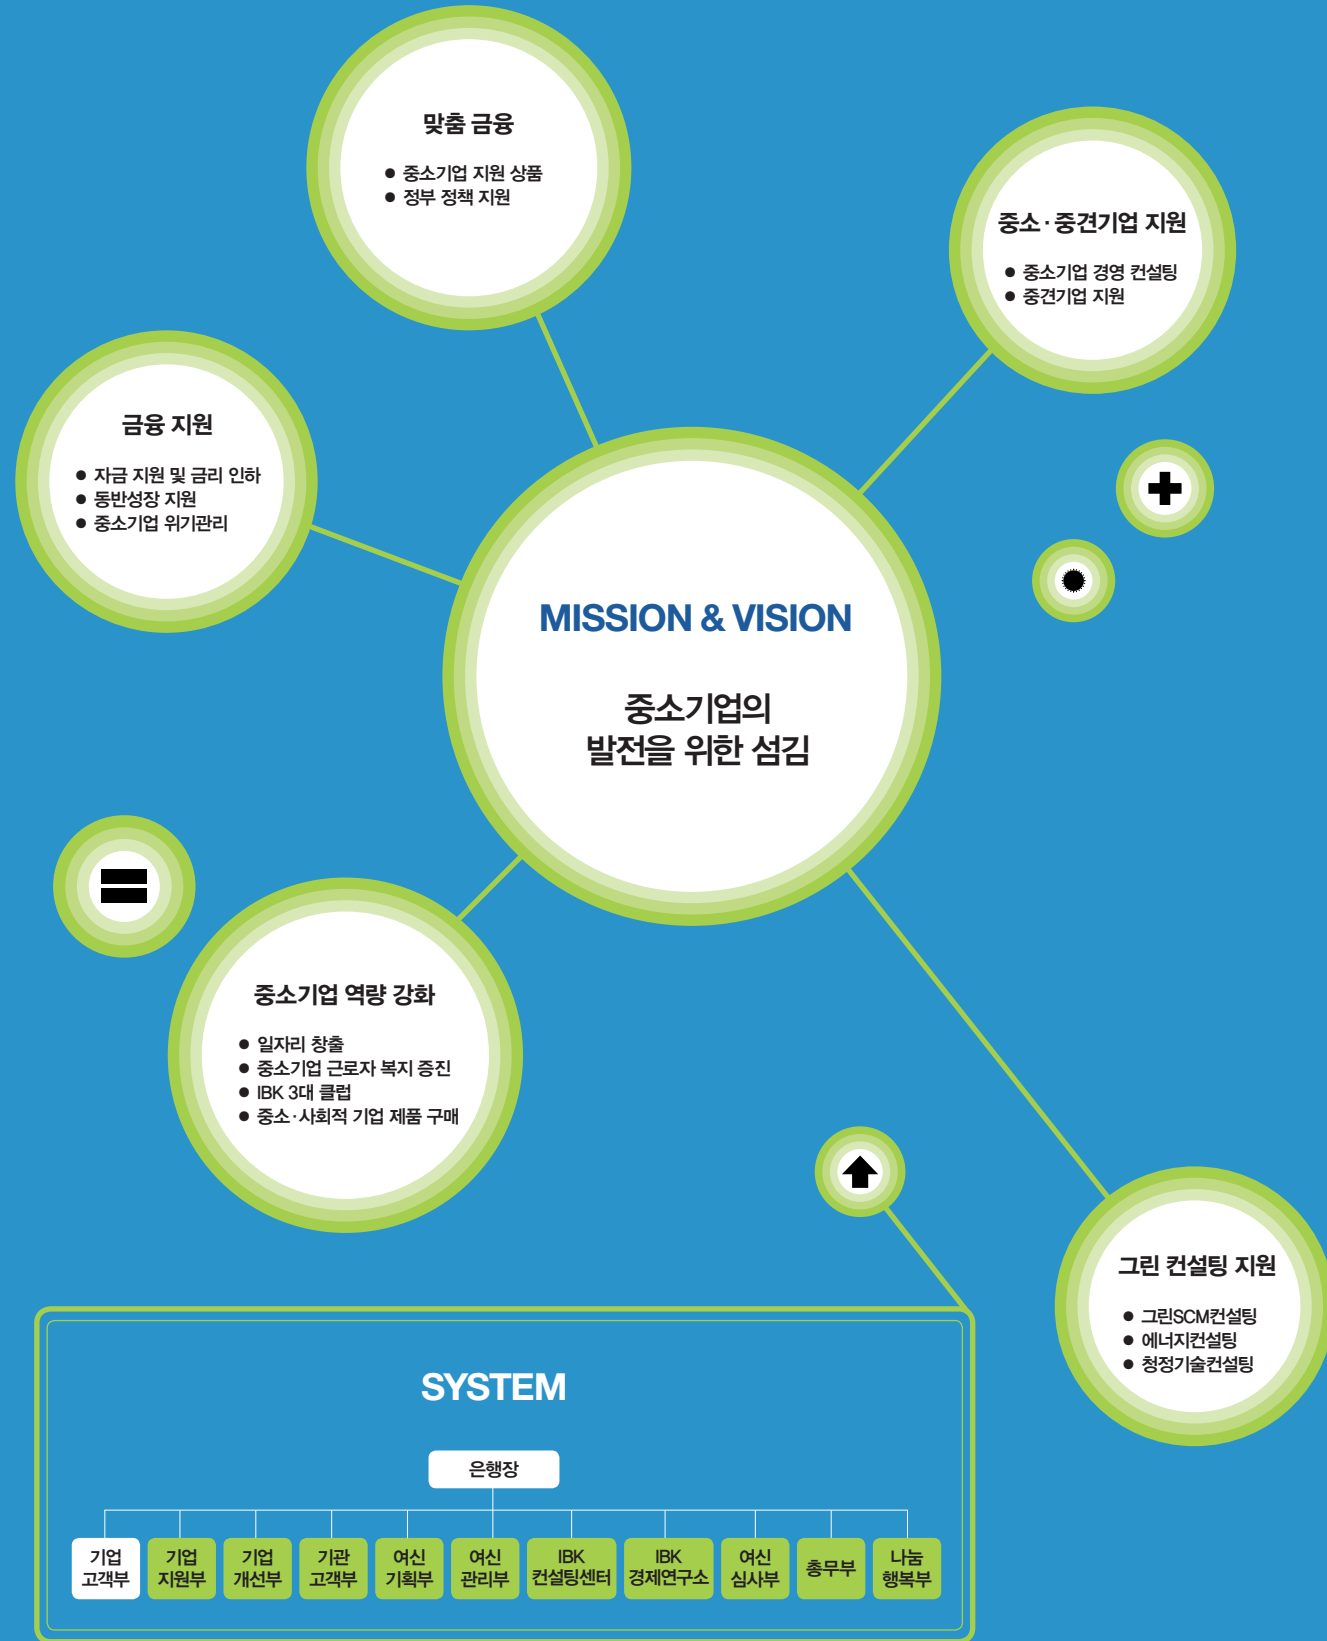 맞춤 금융
● 중소기업 지원 상품
● 정부 정책 지원
중소·중견기업 지원
● 중소기업 경영 컨설팅
● 중견기업 지원
금융 지원
● 자금 지원 및 금리 인하
● 동반성장 지원
● 중소기업 위기관리
MISSION & VISION
중소기업의
발전을 위한 섬김
중소기업 역량 강화
● 일자리 창출
● 중소기업 근로자 복지 증진
● IBK 3대 클럽
● 중소·사회적 기업 제품 구매
그린 컨설팅 지원
● 그린SCM컨설팅
● 에너지컨설팅
● 청정기술컨설팅
SYSTEM
은행장
기업
고객부
기업
지원부
기업
개선부
기관
고객부
여신
기획부
여신
관리부
IBK
컨설팅센터
IBK
경제연구소
여신
심사부
총무부
나눔
행복부